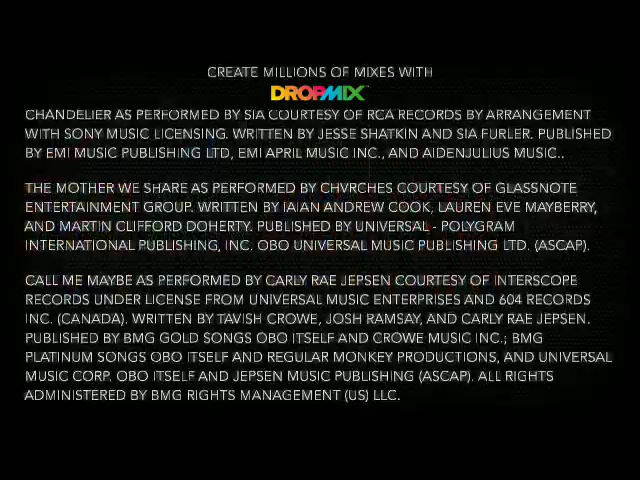 CREATE MILLIONS OF MIXES WITH
DROPMIX™
CHANDELIER AS PERFORMED BY SIA COURTESY OF RCA RECORDS BY ARRANGEMENT
WITH SONY MUSIC LICENSING. WRITTEN BY JESSE SHATKIN AND SIA FURLER. PUBLISHED
BY EMI MUSIC PUBLISHING LTD, EMI APRIL MUSIC INC., AND AIDENJULIUS MUSIC..
THE MOTHER WE SHARE AS PERFORMED BY CHVRCHES COURTESY OF GLASSNOTE
ENTERTAINMENT GROUP. WRITTEN BY IAIAN ANDREW COOK, LAUREN EVE MAYBERRY,
AND MARTIN CLIFFORD DOHERTY. PUBLISHED BY UNIVERSAL - POLYGRAM
INTERNATIONAL PUBLISHING, INC. OBO UNIVERSAL MUSIC PUBLISHING LTD. (ASCAP).
CALL ME MAYBE AS PERFORMED BY CARLY RAE JEPSEN COURTESY OF INTERSCOPE
RECORDS UNDER LICENSE FROM UNIVERSAL MUSIC ENTERPRISES AND 604 RECORDS
INC. (CANADA). WRITTEN BY TAVISH CROWE, JOSH RAMSAY, AND CARLY RAE JEPSEN.
PUBLISHED BY BMG GOLD SONGS OBO ITSELF AND CROWE MUSIC INC.; BMG
PLATINUM SONGS OBO ITSELF AND REGULAR MONKEY PRODUCTIONS, AND UNIVERSAL
MUSIC CORP. OBO ITSELF AND JEPSEN MUSIC PUBLISHING (ASCAP). ALL RIGHTS
ADMINISTERED BY BMG RIGHTS MANAGEMENT (US) LLC.